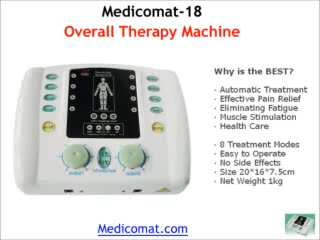 Medicomat-18
Overall Therapy Machine
Why is the BEST?
· Automatic Treatment
· Effective Pain Relief
· Eliminating Fatigue
· Muscle Stimulation
· Health Care
· 8 Treatment Modes
· Easy to Operate
· No Side Effects
· Size 20*16*7.5cm
· Net Weight 1kg
Medicomat.com